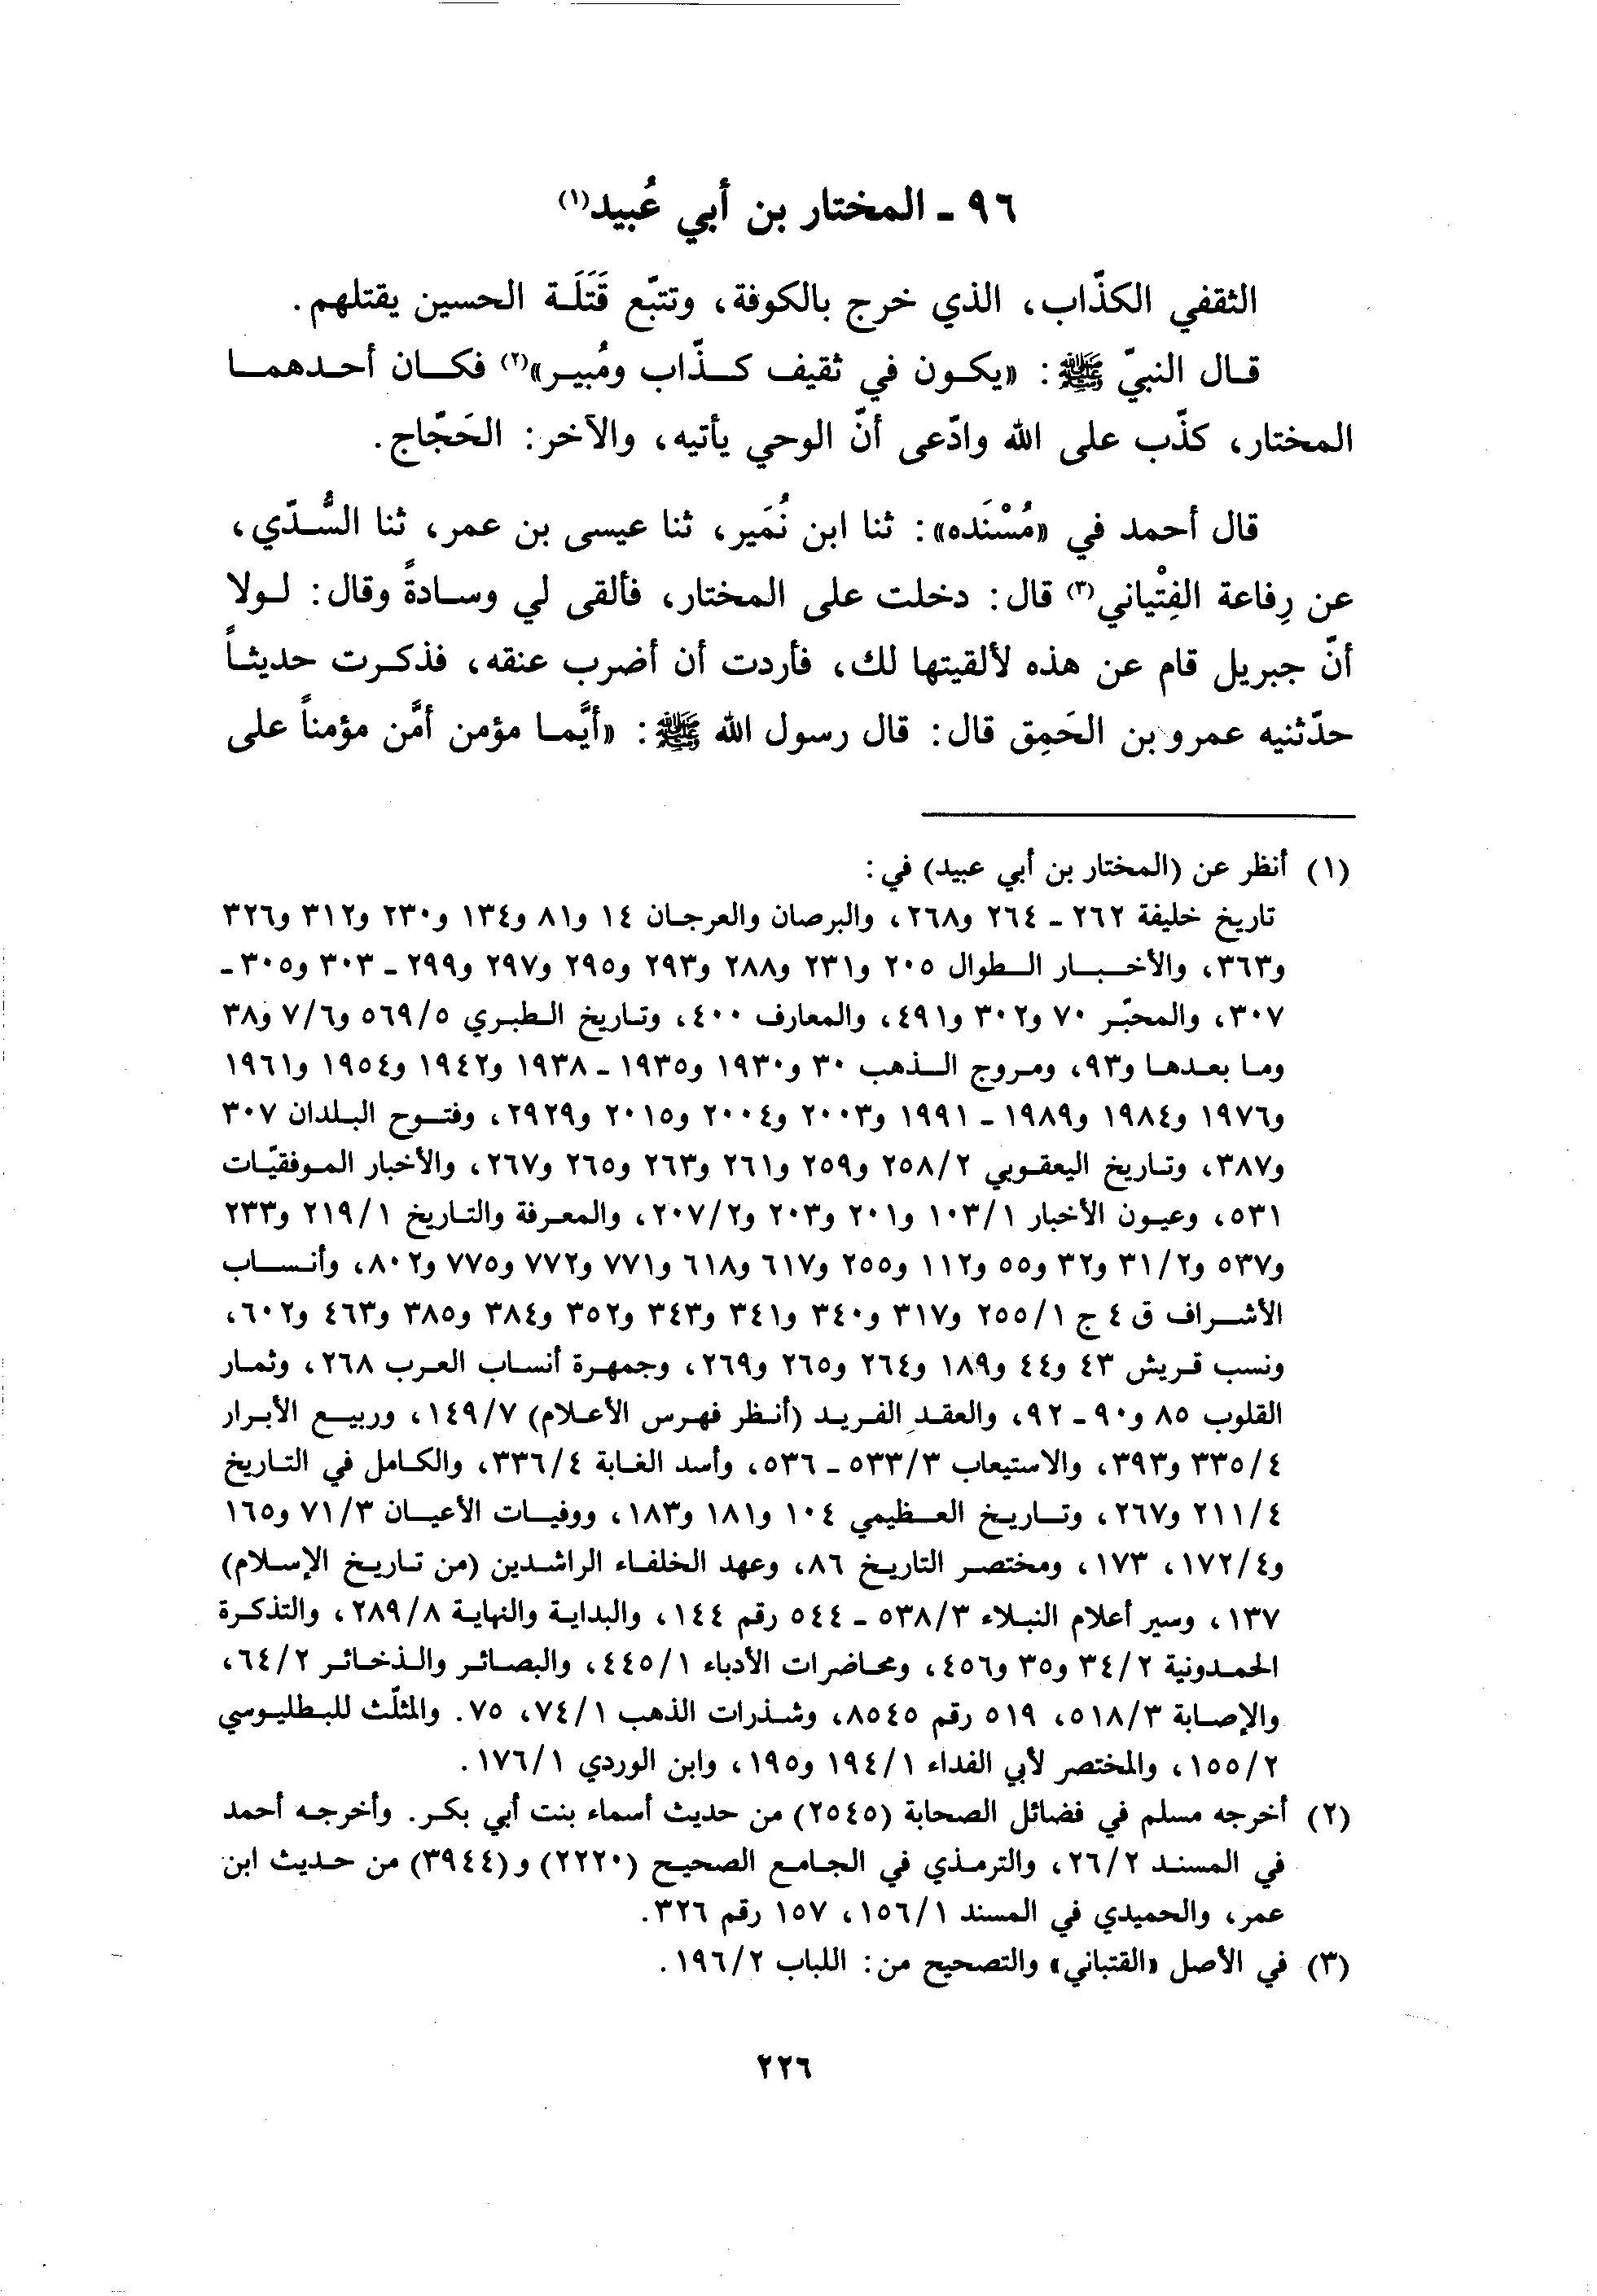 ٩٦ ـ المختار بن أبي عُبيد(١)
الثقفي الكذّاب، الذي خرج بالكوفة، وتتبّع قَتَلَة الحسين يقتلهم.
قال النبيّ ﷺ: «يكون في ثقيف كذّاب ومُبير»(٢) فكان أحدهما
المختار، كذّب على الله وادّعى أنّ الوحي يأتيه، والآخر: الحَجّاج.
قال أحمد في «مُسْنَده»: ثنا ابن نُمَير، ثنا عيسى بن عمر، ثنا السُّدّي،
عن رِفاعة الفِتْياني(٣) قال: دخلت على المختار، فألقى لي وسادةً وقال: لولا
أنّ جبريل قام عن هذه لألقيتها لك، فأردت أن أضرب عنقه، فذكرت حديثاً
حدّثنيه عمرو بن الحَمِق قال: قال رسول الله ﷺ: «أيَّما مؤمن أمَّن مؤمناً على
(١) أنظر عن (المختار بن أبي عبيد) في:
تاريخ خليفة ٢٦٢ ـ ٢٦٤ و٢٦٨، والبرصان والعرجان ١٤ و٨١ و١٣٤ و٢٣٠ و٣١٢ و٣٢٦
و٣٦٣، والأخبار الطوال ٢٠٥ و٢٣١ و٢٨٨ و٢٩٣ و٢٩٥ و٢٩٧ و٢٩٩ ـ ٣٠٣ و٣٠٥ ـ
٣٠٧، والمحبّر ٧٠ و٣٠٢ و٤٩١، والمعارف ٤٠٠، وتاريخ الطبري ٥٦٩/٥ و٧/٦ و٣٨
وما بعدها و٩٣، ومروج الذهب ٣٠ و١٩٣٠ و١٩٣٥ ـ ١٩٣٨ و١٩٤٢ و١٩٥٤ و١٩٦١
و١٩٧٦ و١٩٨٤ و١٩٨٩ ـ ١٩٩١ و٢٠٠٣ و٢٠٠٤ و٢٠١٥ و٢٩٢٩، وفتوح البلدان ٣٠٧
و٣٨٧، وتاريخ اليعقوبي ٢٥٨/٢ و٢٥٩ و٢٦١ و٢٦٣ و٢٦٥ و٢٦٧، والأخبار الموفقيّات
٥٣١، وعيون الأخبار ١٠٣/١ و٢٠١ و٢٠٣ و٢٠٧/٢، والمعرفة والتاريخ ٢١٩/١ و٢٣٣
و٥٣٧ و٣١/٢ و٣٢ و٥٥ و١١٢ و٢٥٥ و٦١٧ و٦١٨ و٧٧١ و٧٧٢ و٧٧٥ و٨٠٢، وأنساب
الأشراف ق ٤ ج ٢٥٥/١ و٣١٧ و٣٤٠ و٣٤١ و٣٤٣ و٣٥٢ و٣٨٤ و٣٨٥ و٤٦٣ و٦٠٢،
ونسب قريش ٤٣ و٤٤ و١٨٩ و٢٦٤ و٢٦٥ و٢٦٩، وجمهرة أنساب العرب ٢٦٨، وثمار
القلوب ٨٥ و٩٠ ـ ٩٢، والعقد الفريد (أنظر فهرس الأعلام) ١٤٩/٧، وربيع الأبرار
٣٣٥/٤ و٣٩٣، والاستيعاب ٥٣٣/٣ ـ ٥٣٦، وأسد الغابة ٣٣٦/٤، والكامل في التاريخ
٢١١/٤ و٢٦٧، وتاريخ العظيمي ١٠٤ و١٨١ و١٨٣، ووفيات الأعيان ٧١/٣ و١٦٥
و١٧٢/٤، ١٧٣، ومختصر التاريخ ٨٦، وعهد الخلفاء الراشدين (من تاريخ الإسلام)
١٣٧، وسير أعلام النبلاء ٥٣٨/٣ ـ ٥٤٤ رقم ١٤٤، والبداية والنهاية ٢٨٩/٨، والتذكرة
الحمدونية ٣٤/٢ و٣٥ و٤٥٦، ومحاضرات الأدباء ٤٤٥/١، والبصائر والذخائر ٦٤/٢،
والإصابة ٥١٨/٣، ٥١٩ رقم ٨٥٤٥، وشذرات الذهب ٧٤/١، ٧٥. والمثلّث للبطليوسي
١٥٥/٢، والمختصر لأبي الفداء ١٩٤/١ و١٩٥، وابن الوردي ١٧٦/١.
(٢) أخرجه مسلم في فضائل الصحابة (٢٥٤٥) من حديث أسماء بنت أبي بكر. وأخرجه أحمد
في المسند ٢٦/٢، والترمذي في الجامع الصحيح (٢٢٢٠) و(٣٩٤٤) من حديث ابن
عمر، والحميدي في المسند ١٥٦/١، ١٥٧ رقم ٣٢٦.
(٣) في الأصل «القتباني» والتصحيح من: اللباب ١٩٦/٢.
٢٢٦